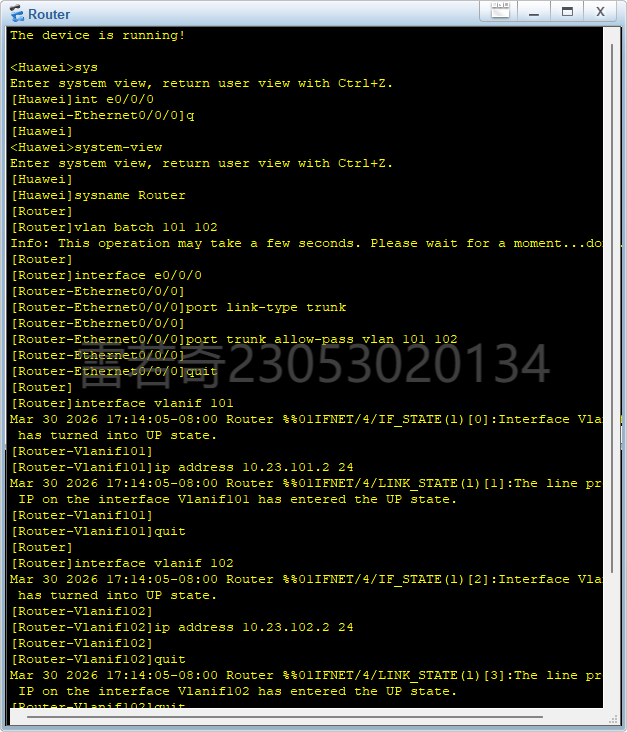 Router
The device is running!
<Huawei>sys
Enter system view, return user view with Ctrl+Z.
[Huawei]int e0/0/0
[Huawei-Ethernet0/0/0]q
[Huawei]
<Huawei>system-view
Enter system view, return user view with Ctrl+Z.
[Huawei]
[Huawei]sysname Router
[Router]
[Router]vlan batch 101 102
Info: This operation may take a few seconds. Please wait for a moment...do
[Router]
[Router]interface e0/0/0
[Router-Ethernet0/0/0]
[Router-Ethernet0/0/0]port link-type trunk
[Router-Ethernet0/0/0]
[Router-Ethernet0/0/0]port trunk allow-pass vlan 101 102
[Router-Ethernet0/0/0]
雷若奇23053020134
[Router-Ethernet0/0/0]quit
[Router]
[Router]interface vlanif 101
Mar 30 2026 17:14:05-08:00 Router %%01IFNET/4/IF_STATE(l)[0]:Interface Vla
has turned into UP state.
[Router-Vlanif101]
[Router-Vlanif101]ip address 10.23.101.2 24
Mar 30 2026 17:14:05-08:00 Router %%01IFNET/4/LINK_STATE(l)[1]:The line pr
IP on the interface Vlanif101 has entered the UP state.
[Router-Vlanif101]
[Router-Vlanif101]quit
[Router]
[Router]interface vlanif 102
Mar 30 2026 17:14:05-08:00 Router %%01IFNET/4/IF_STATE(l)[2]:Interface Vla
has turned into UP state.
[Router-Vlanif102]
[Router-Vlanif102]ip address 10.23.102.2 24
[Router-Vlanif102]
[Router-Vlanif102]quit
Mar 30 2026 17:14:05-08:00 Router %%01IFNET/4/LINK_STATE(l)[3]:The line pr
IP on the interface Vlanif102 has entered the UP state.
[Router-Vlanif102]quit